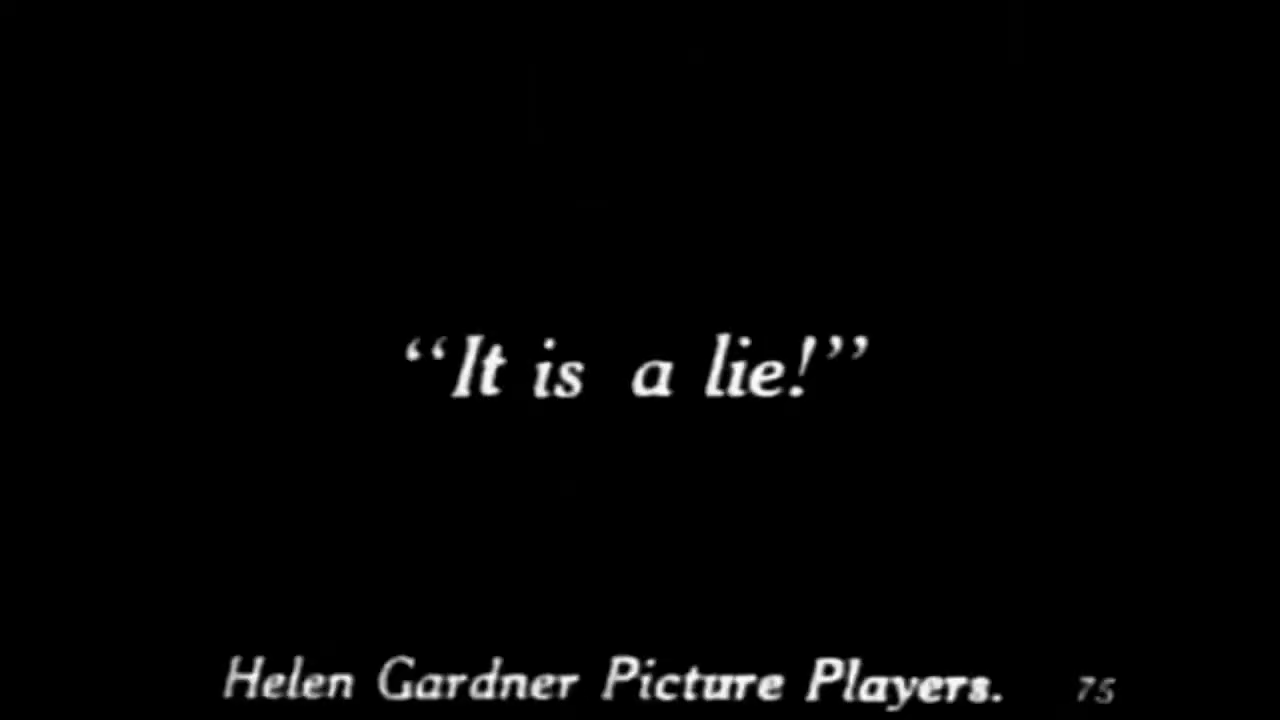 “It is a lie!”
Helen Gardner Picture Players. 75